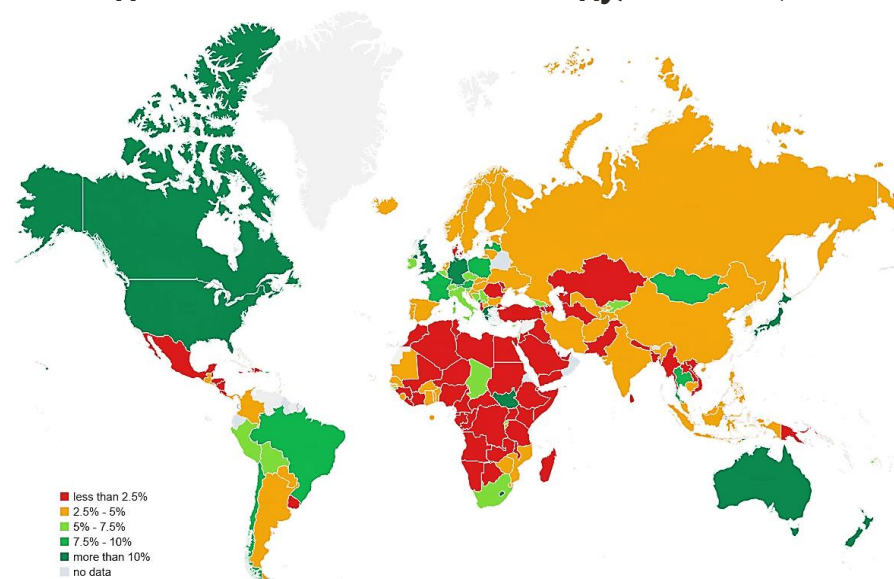 less than 2.5%
2.5% - 5%
5% - 7.5%
7.5% - 10%
more than 10%
no data